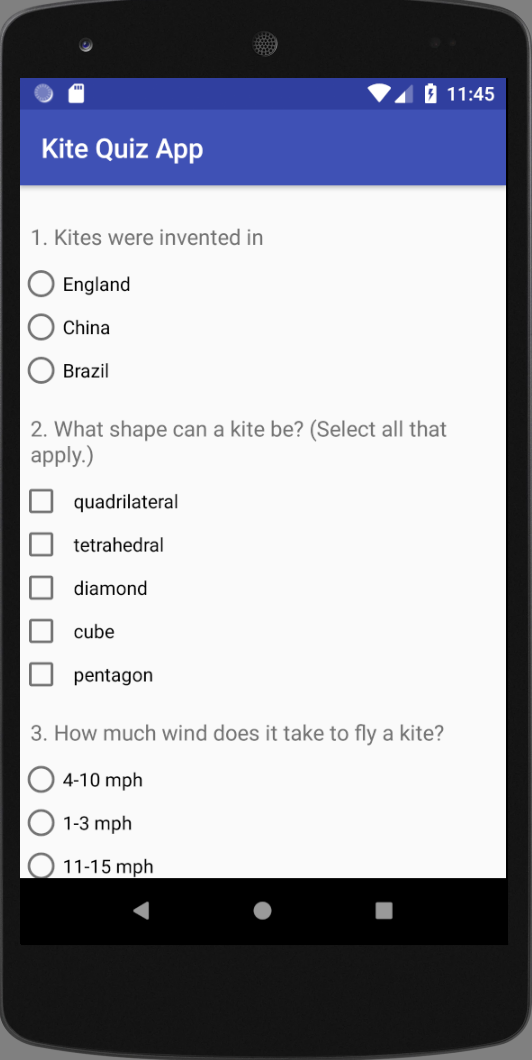 11:45
Kite Quiz App
1. Kites were invented in
England
China
Brazil
2. What shape can a kite be? (Select all that
apply.)
quadrilateral
tetrahedral
diamond
cube
pentagon
3. How much wind does it take to fly a kite?
4-10 mph
1-3 mph
11-15 mph